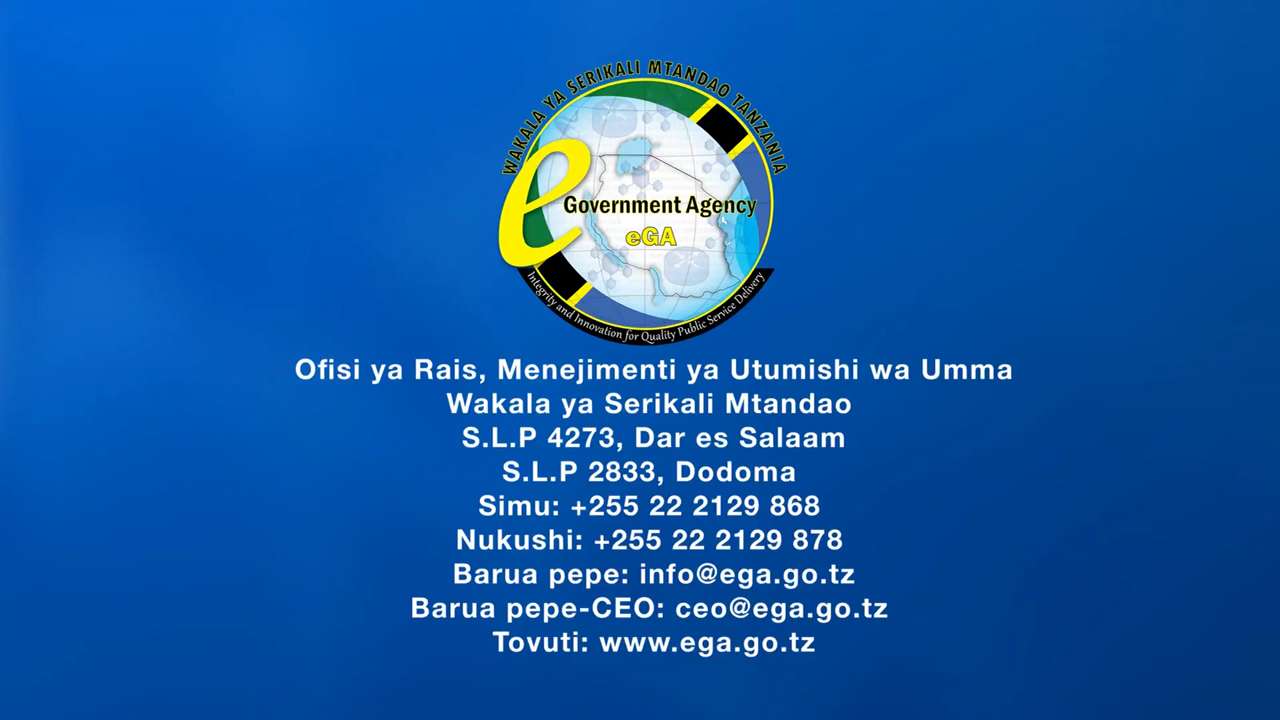 WAKALA YA SERIKALI MTANDAO TANZANIA
e
Government Agency
eGA
Integrity and Innovation for Quality Public Service Delivery
Ofisi ya Rais, Menejimenti ya Utumishi wa Umma
Wakala ya Serikali Mtandao
S.L.P 4273, Dar es Salaam
S.L.P 2833, Dodoma
Simu: +255 22 2129 868
Nukushi: +255 22 2129 878
Barua pepe: info@ega.go.tz
Barua pepe-CEO: ceo@ega.go.tz
Tovuti: www.ega.go.tz